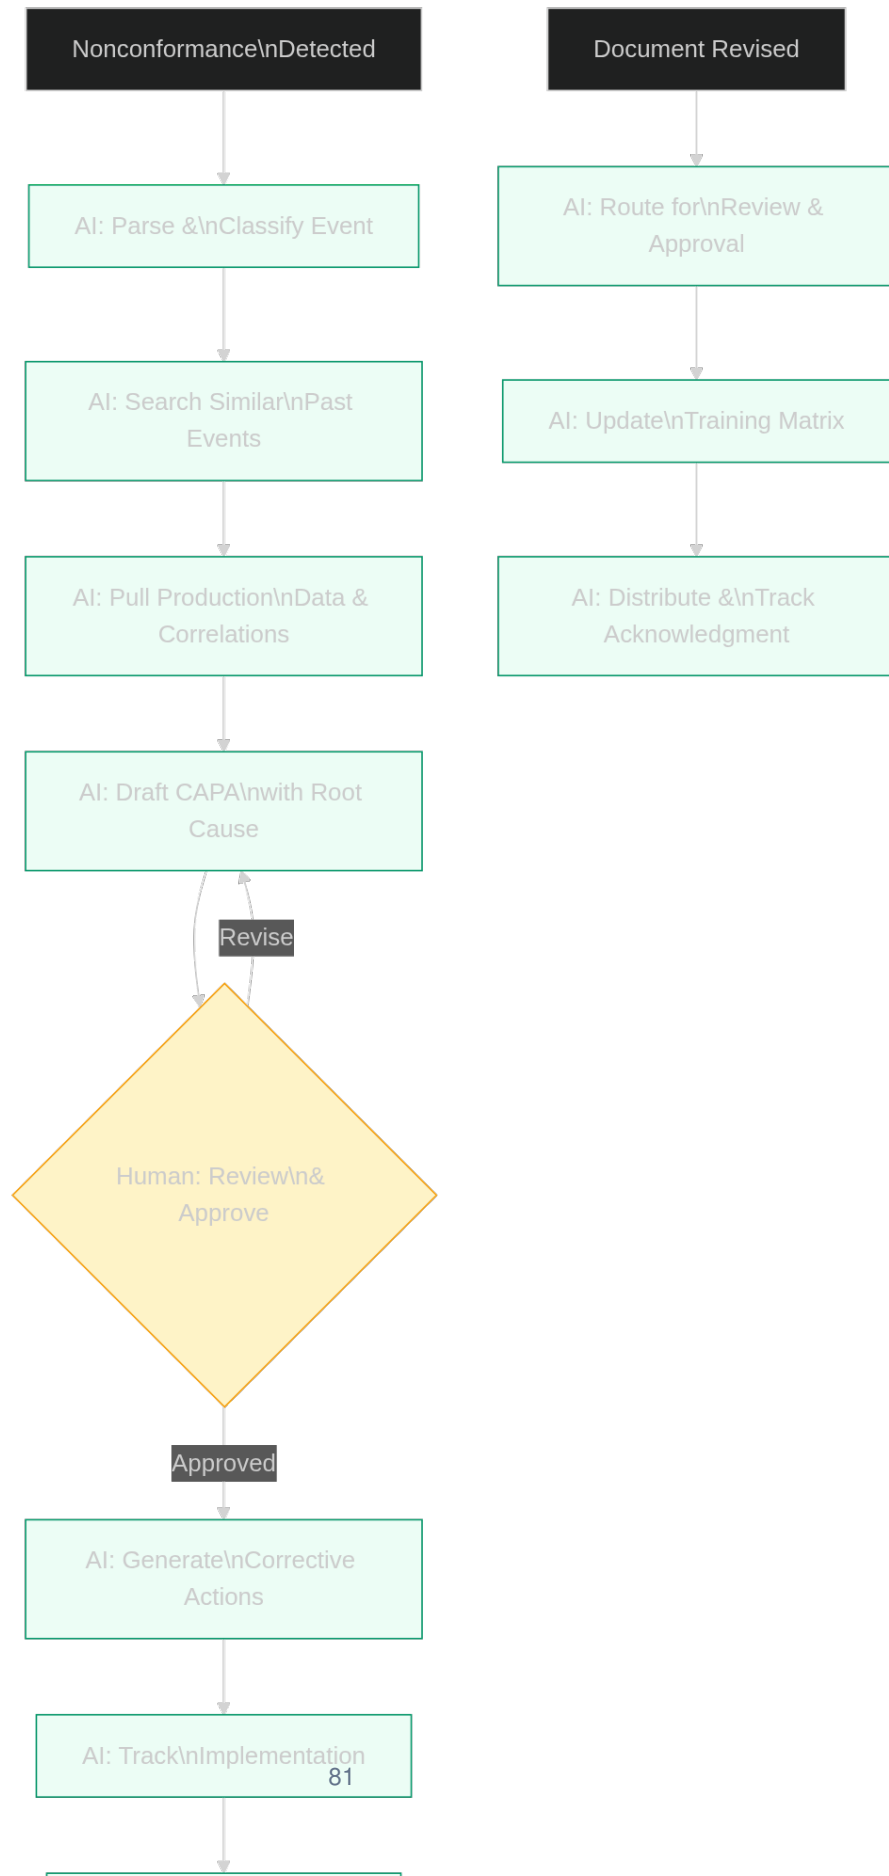 Nonconformance\nDetected
AI: Parse &\nClassify Event
AI: Search Similar\nPast
Events
AI: Pull Production\nData &
Correlations
AI: Draft CAPA\nwith Root
Cause
Revise
Human: Review\n&
Approve
Approved
AI: Generate\nCorrective
Actions
AI: Track\nImplementation
81
Document Revised
AI: Route for\nReview &
Approval
AI: Update\nTraining Matrix
AI: Distribute &\nTrack
Acknowledgment